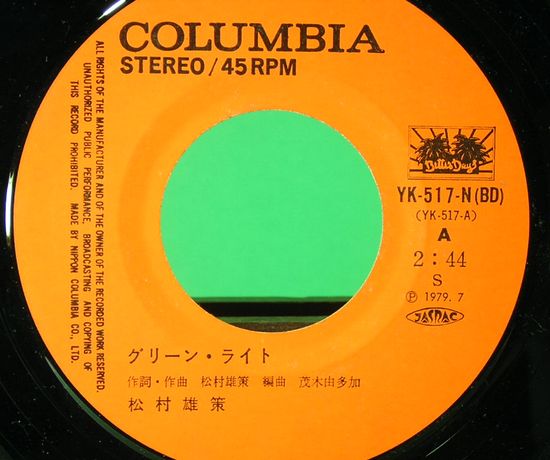 COLUMBIA
STEREO/45RPM
ALL RIGHTS OF THE MANUFACTURER AND OF THE OWNER OF THE RECORDED WORK RESERVED.
UNAUTHORIZED PUBLIC PERFORMANCE, BROADCASTING AND COPYING OF
THIS RECORD PROHIBITED. MADE BY NIPPON COLUMBIA CO., LTD.
Better Days
YK-517-N(BD)
(YK-517-A)
A
2:44
S
Ⓟ 1979. 7
JASRAC
グリーン・ライト
作詞・作曲 松村雄策 編曲 茂木由多加
松村雄策